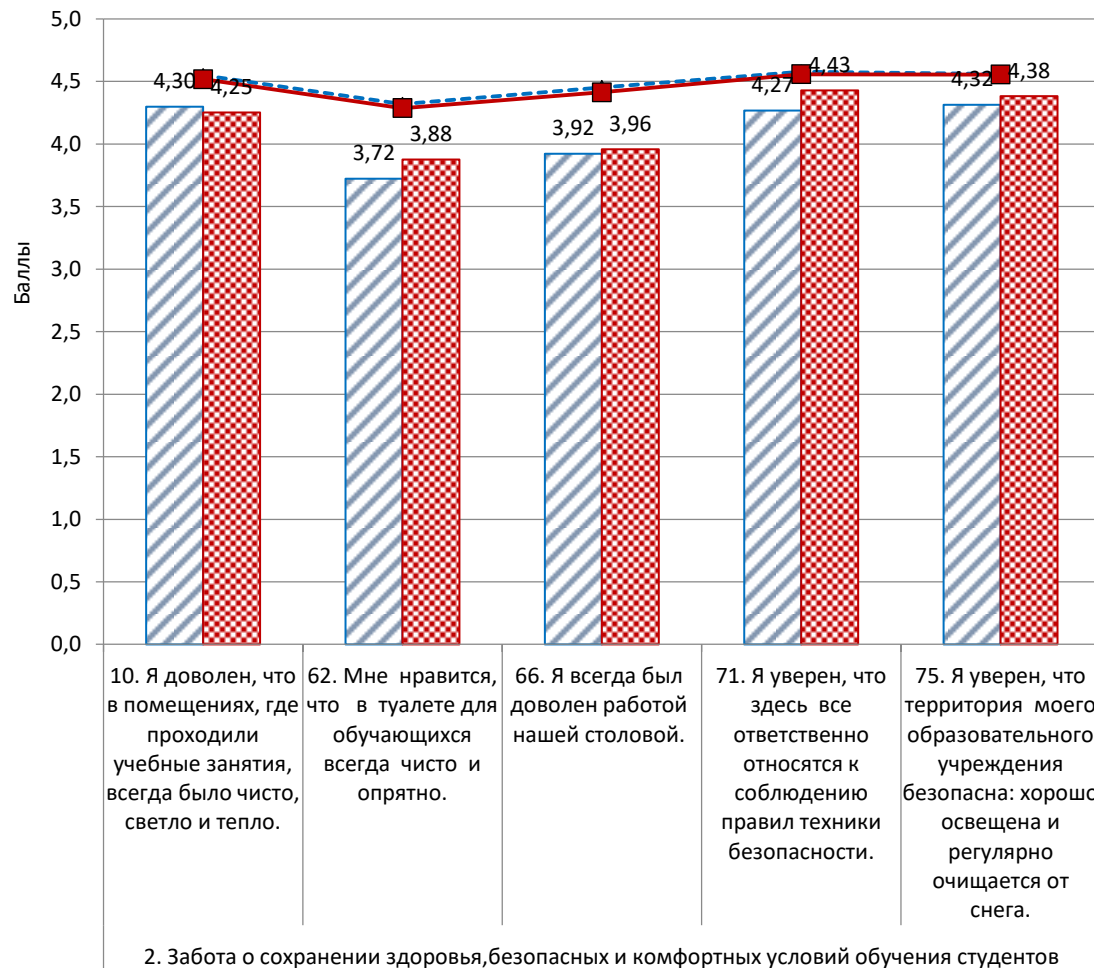 5,0
4,5
4,0
3,5
3,0
2,5
2,0
1,5
1,0
0,5
0,0
Баллы
4,30
4,25
3,72
3,88
3,92
3,96
4,27
4,43
4,32
4,38
10. Я доволен, что
в помещениях, где
проходили
учебные занятия,
всегда было чисто,
светло и тепло.
62. Мне нравится,
что в туалете для
обучающихся
всегда чисто и
опрятно.
66. Я всегда был
доволен работой
нашей столовой.
71. Я уверен, что
здесь все
ответственно
относятся к
соблюдению
правил техники
безопасности.
75. Я уверен, что
территория моего
образовательного
учреждения
безопасна: хорошо
освещена и
регулярно
очищается от
снега.
2. Забота о сохранении здоровья,безопасных и комфортных условий обучения студентов